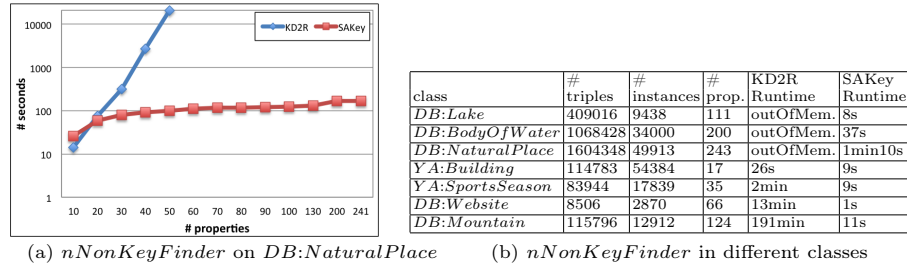 KD2R SAKey
10000
1000
100
10
1
# seconds
10 20 30 40 50 60 80 100 120 130 200 241
# properties
(a) nNonKeyFinder on DB:NaturalPlace
class # triples # instances # prop. KD2R Runtime SAKey Runtime
DB:Lake 409016 9438 111 outOfMem. 8s
DB:BodyOfWater 1068428 34000 200 outOfMem. 37s
DB:NaturalPlace 1604348 49913 243 outOfMem. 1min10s
YA:Building 114783 54384 17 26s 9s
YA:SportsSeason 83944 17839 35 2min 9s
DB:Website 8506 2870 66 13min 1s
DB:Mountain 115796 12912 124 191min 11s
(b) nNonKeyFinder in different classes